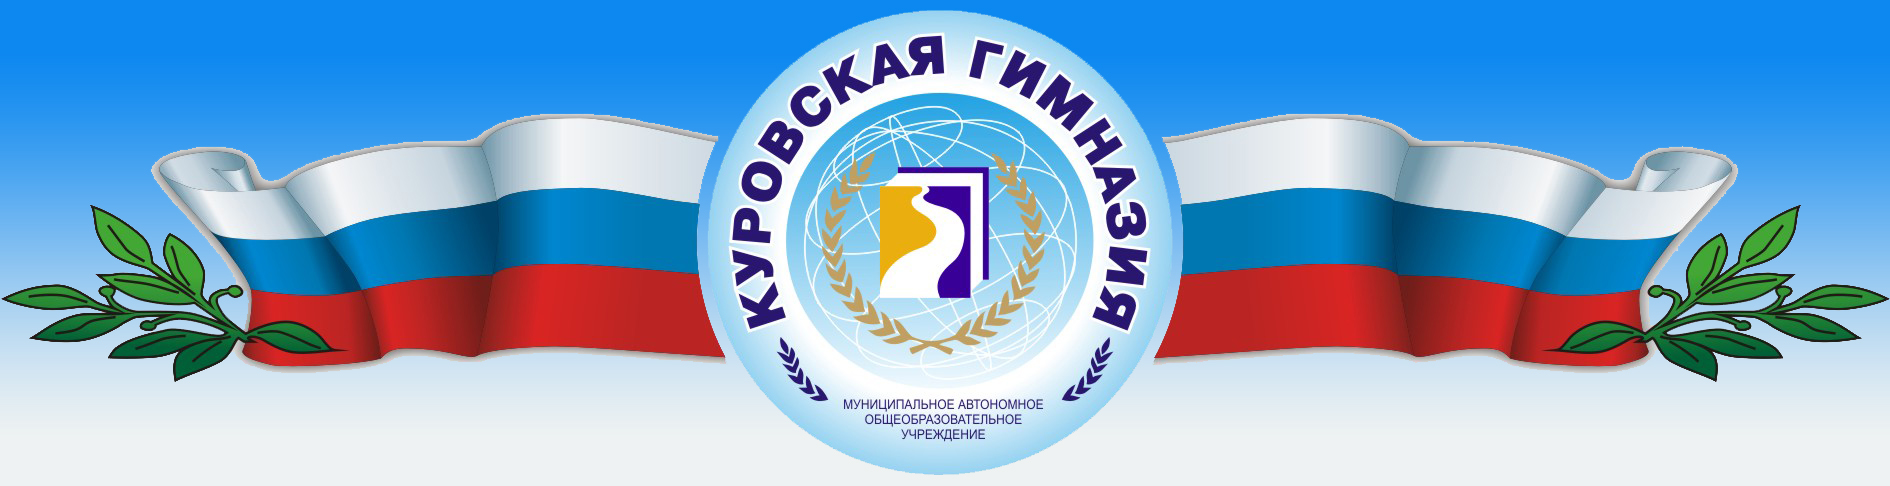 КУРОВСКАЯ ГИМНАЗИЯ
МУНИЦИПАЛЬНОЕ АВТОНОМНОЕ
ОБЩЕОБРАЗОВАТЕЛЬНОЕ
УЧРЕЖДЕНИЕ